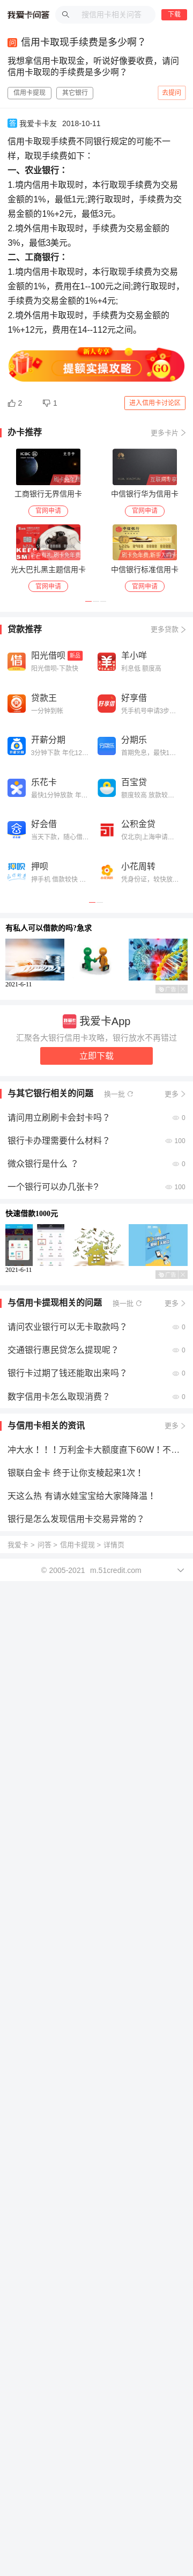 我爱卡问答
搜信用卡相关问答
下载
问 信用卡取现手续费是多少啊？
我想拿信用卡取现金，听说好像要收费，请问
信用卡取现的手续费是多少啊？
信用卡提现 其它银行 去提问
答 我爱卡卡友 2018-10-11
信用卡取现手续费不同银行规定的可能不一
样，取现手续费如下：
一、农业银行：
1.境内信用卡取现时，本行取现手续费为交易
金额的1%，最低1元;跨行取现时，手续费为交
易金额的1%+2元，最低3元。
2.境外信用卡取现时，手续费为交易金额的
3%，最低3美元。
二、工商银行：
1.境内信用卡取现时，本行取现手续费为交易
金额的1%，费用在1--100元之间;跨行取现时，
手续费为交易金额的1%+4元;
2.境外信用卡取现时，手续费为交易金额的
1%+12元，费用在14--112元之间。
新人专享
提额实操攻略
GO
2 1 进入信用卡讨论区
办卡推荐 更多卡片
工商银行无界信用卡 中信银行华为信用卡
官网申请 官网申请
光大巴扎黑主题信用卡 中信银行标准信用卡
官网申请 官网申请
贷款推荐 更多贷款
阳光借呗 新品
阳光借呗-下款快
羊小咩
利息低 额度高
贷款王
一分钟到帐
好享借
凭手机号申请3步...
开薪分期
3分钟下款 年化12...
分期乐
首期免息，最快1...
乐花卡
最快1分钟放款 年...
百宝贷
额度较高 放款较...
好会借
当天下款，随心借...
公积金贷
仅北京|上海申请...
押呗
押手机 借款较快 ...
小花周转
凭身份证，较快放...
有私人可以借款的吗?急求
2021-6-11
广告
我爱卡App
汇聚各大银行信用卡攻略，银行放水不再错过
立即下载
与其它银行相关的问题 换一批 更多
请问用立刷刷卡会封卡吗？ 0
银行卡办理需要什么材料？ 100
微众银行是什么 ？ 0
一个银行可以办几张卡? 100
快速借款1000元
2021-6-11
广告
与信用卡提现相关的问题 换一批 更多
请问农业银行可以无卡取款吗？ 0
交通银行惠民贷怎么提现呢？ 0
银行卡过期了钱还能取出来吗？ 0
数字信用卡怎么取现消费？ 0
与信用卡相关的资讯 更多
冲大水！！！万利金卡大额度直下60W！不...
银联白金卡 终于让你支棱起来1次！
天这么热 有请水娃宝宝给大家降降温！
银行是怎么发现信用卡交易异常的？
我爱卡 > 问答 > 信用卡提现 > 详情页
© 2005-2021 m.51credit.com